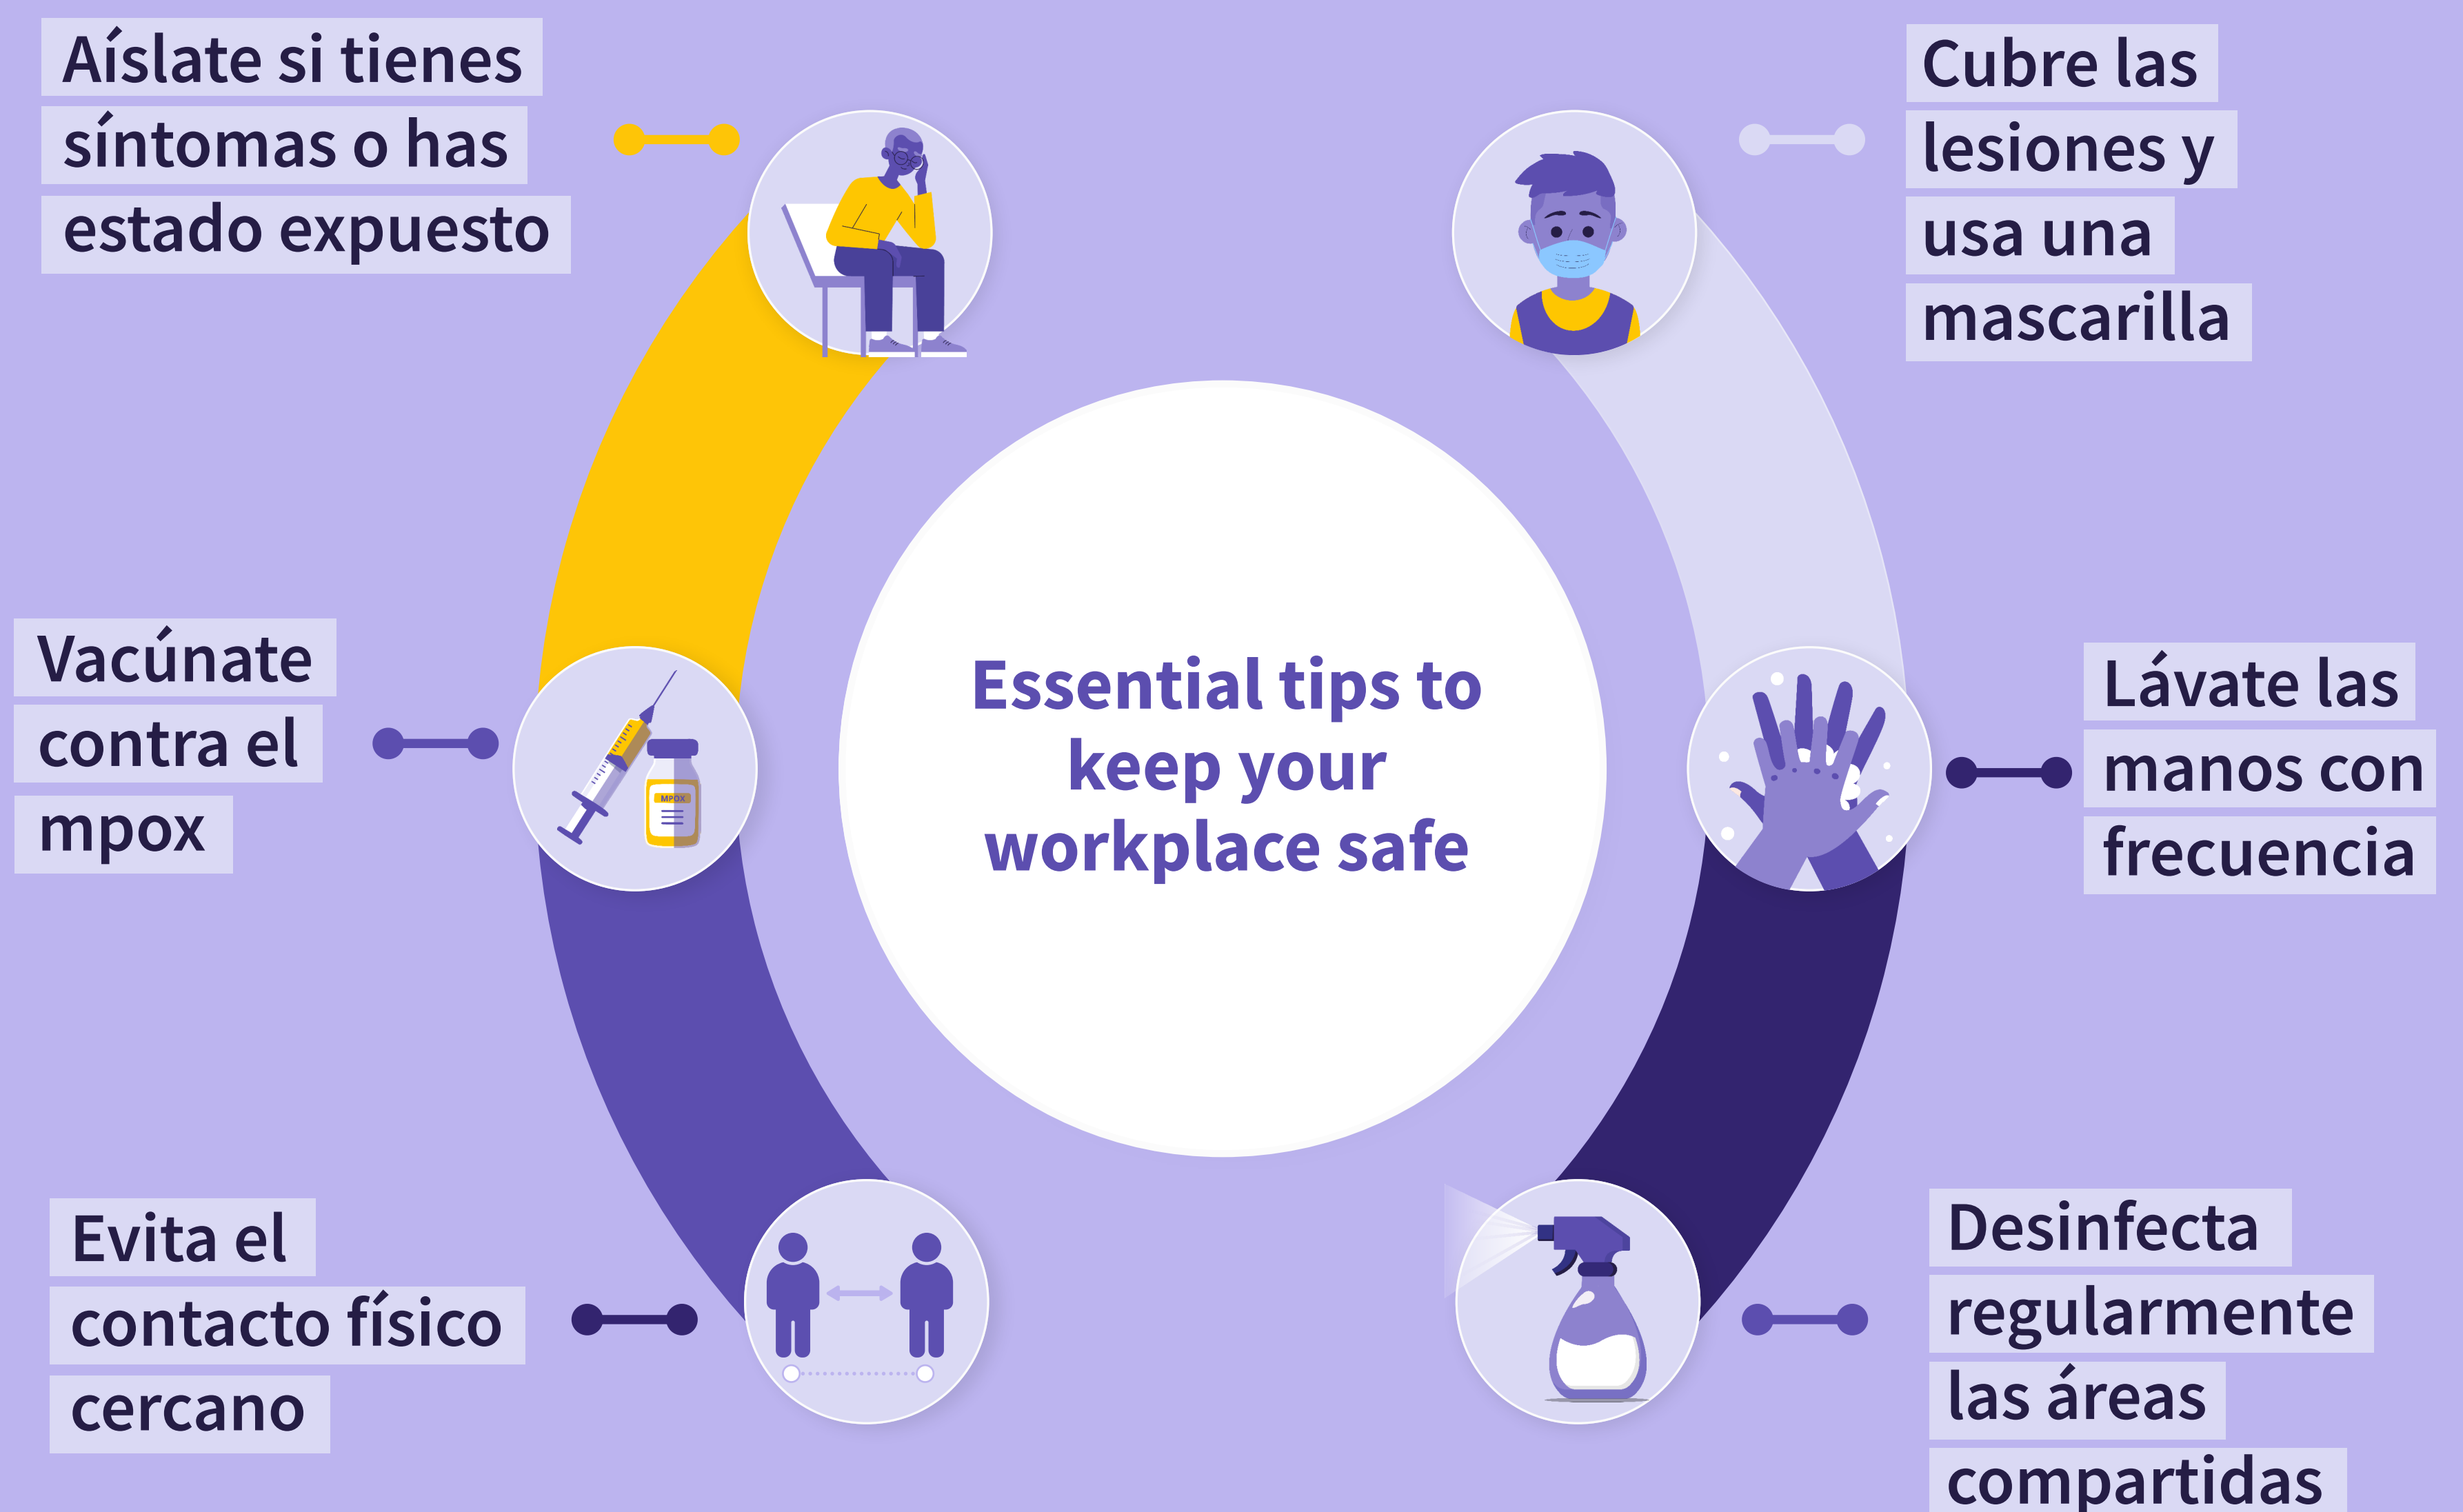 Aíslate si tienes
síntomas o has
estado expuesto
Cubre las
lesiones y
usa una
mascarilla
Vacúnate
contra el
mpox
MPOX
Essential tips to
keep your
workplace safe
Lávate las
manos con
frecuencia
Evita el
contacto físico
cercano
Desinfecta
regularmente
las áreas
compartidas